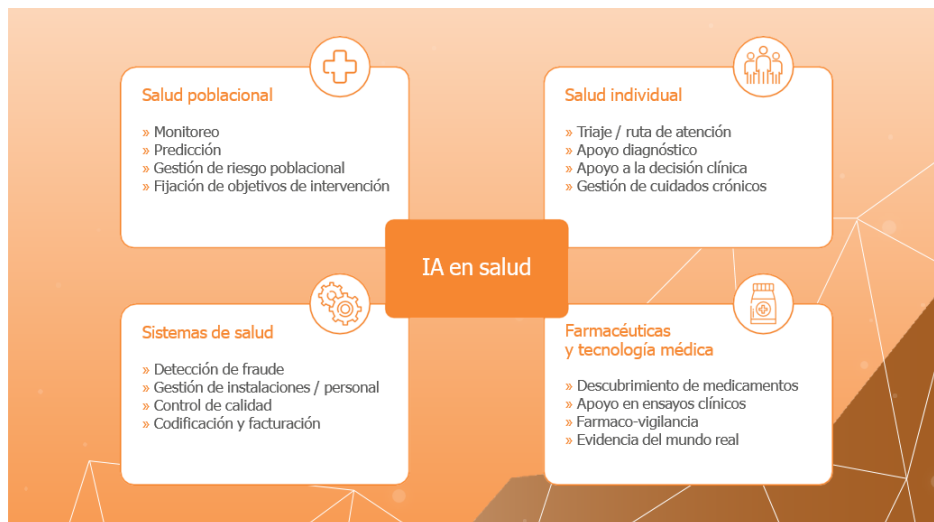 Salud poblacional
» Monitoreo
» Predicción
» Gestión de riesgo poblacional
» Fijación de objetivos de intervención
Salud individual
» Triaje / ruta de atención
» Apoyo diagnóstico
» Apoyo a la decisión clínica
» Gestión de cuidados crónicos
IA en salud
Sistemas de salud
» Detección de fraude
» Gestión de instalaciones / personal
» Control de calidad
» Codificación y facturación
Farmacéuticas
y tecnología médica
» Descubrimiento de medicamentos
» Apoyo en ensayos clínicos
» Farmaco-vigilancia
» Evidencia del mundo real